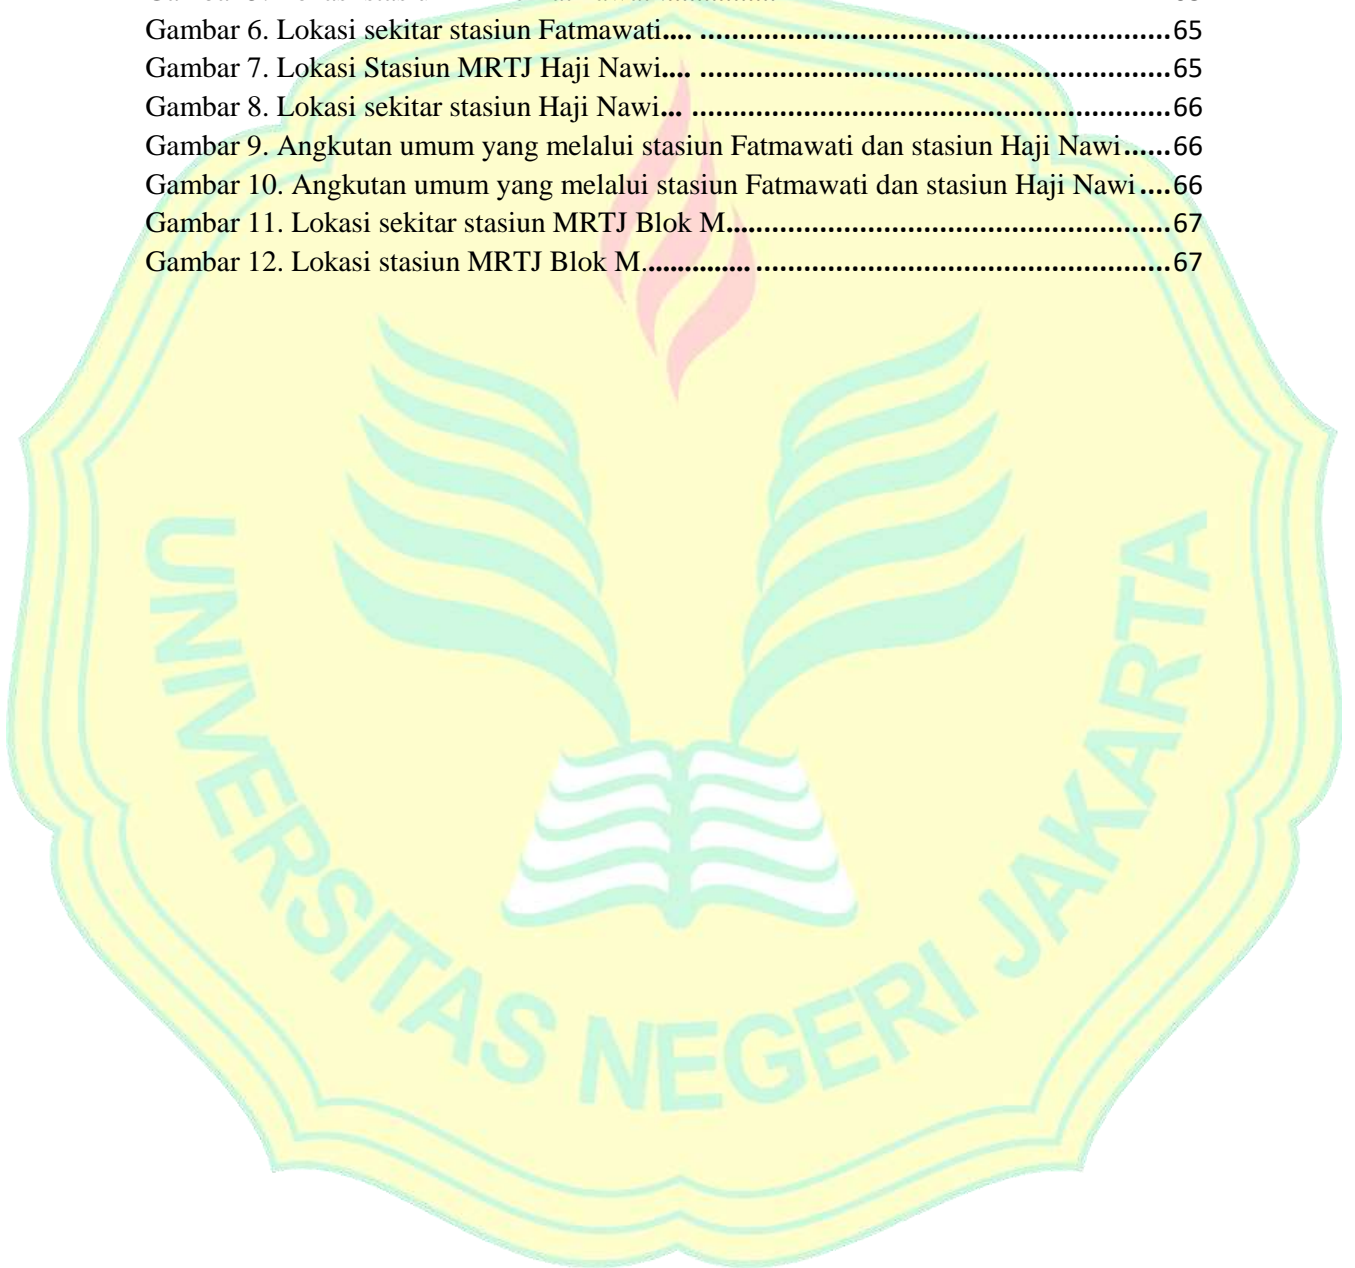 Gambar 6. Lokasi sekitar stasiun Fatmawati.... ..........................................................65
Gambar 7. Lokasi Stasiun MRTJ Haji Nawi.... ..........................................................65
Gambar 8. Lokasi sekitar stasiun Haji Nawi... ...........................................................66
Gambar 9. Angkutan umum yang melalui stasiun Fatmawati dan stasiun Haji Nawi......66
Gambar 10. Angkutan umum yang melalui stasiun Fatmawati dan stasiun Haji Nawi....66
Gambar 11. Lokasi sekitar stasiun MRTJ Blok M.......................................................67
Gambar 12. Lokasi stasiun MRTJ Blok M.............. ....................................................67
UNIVERSITAS NEGERI JAKARTA